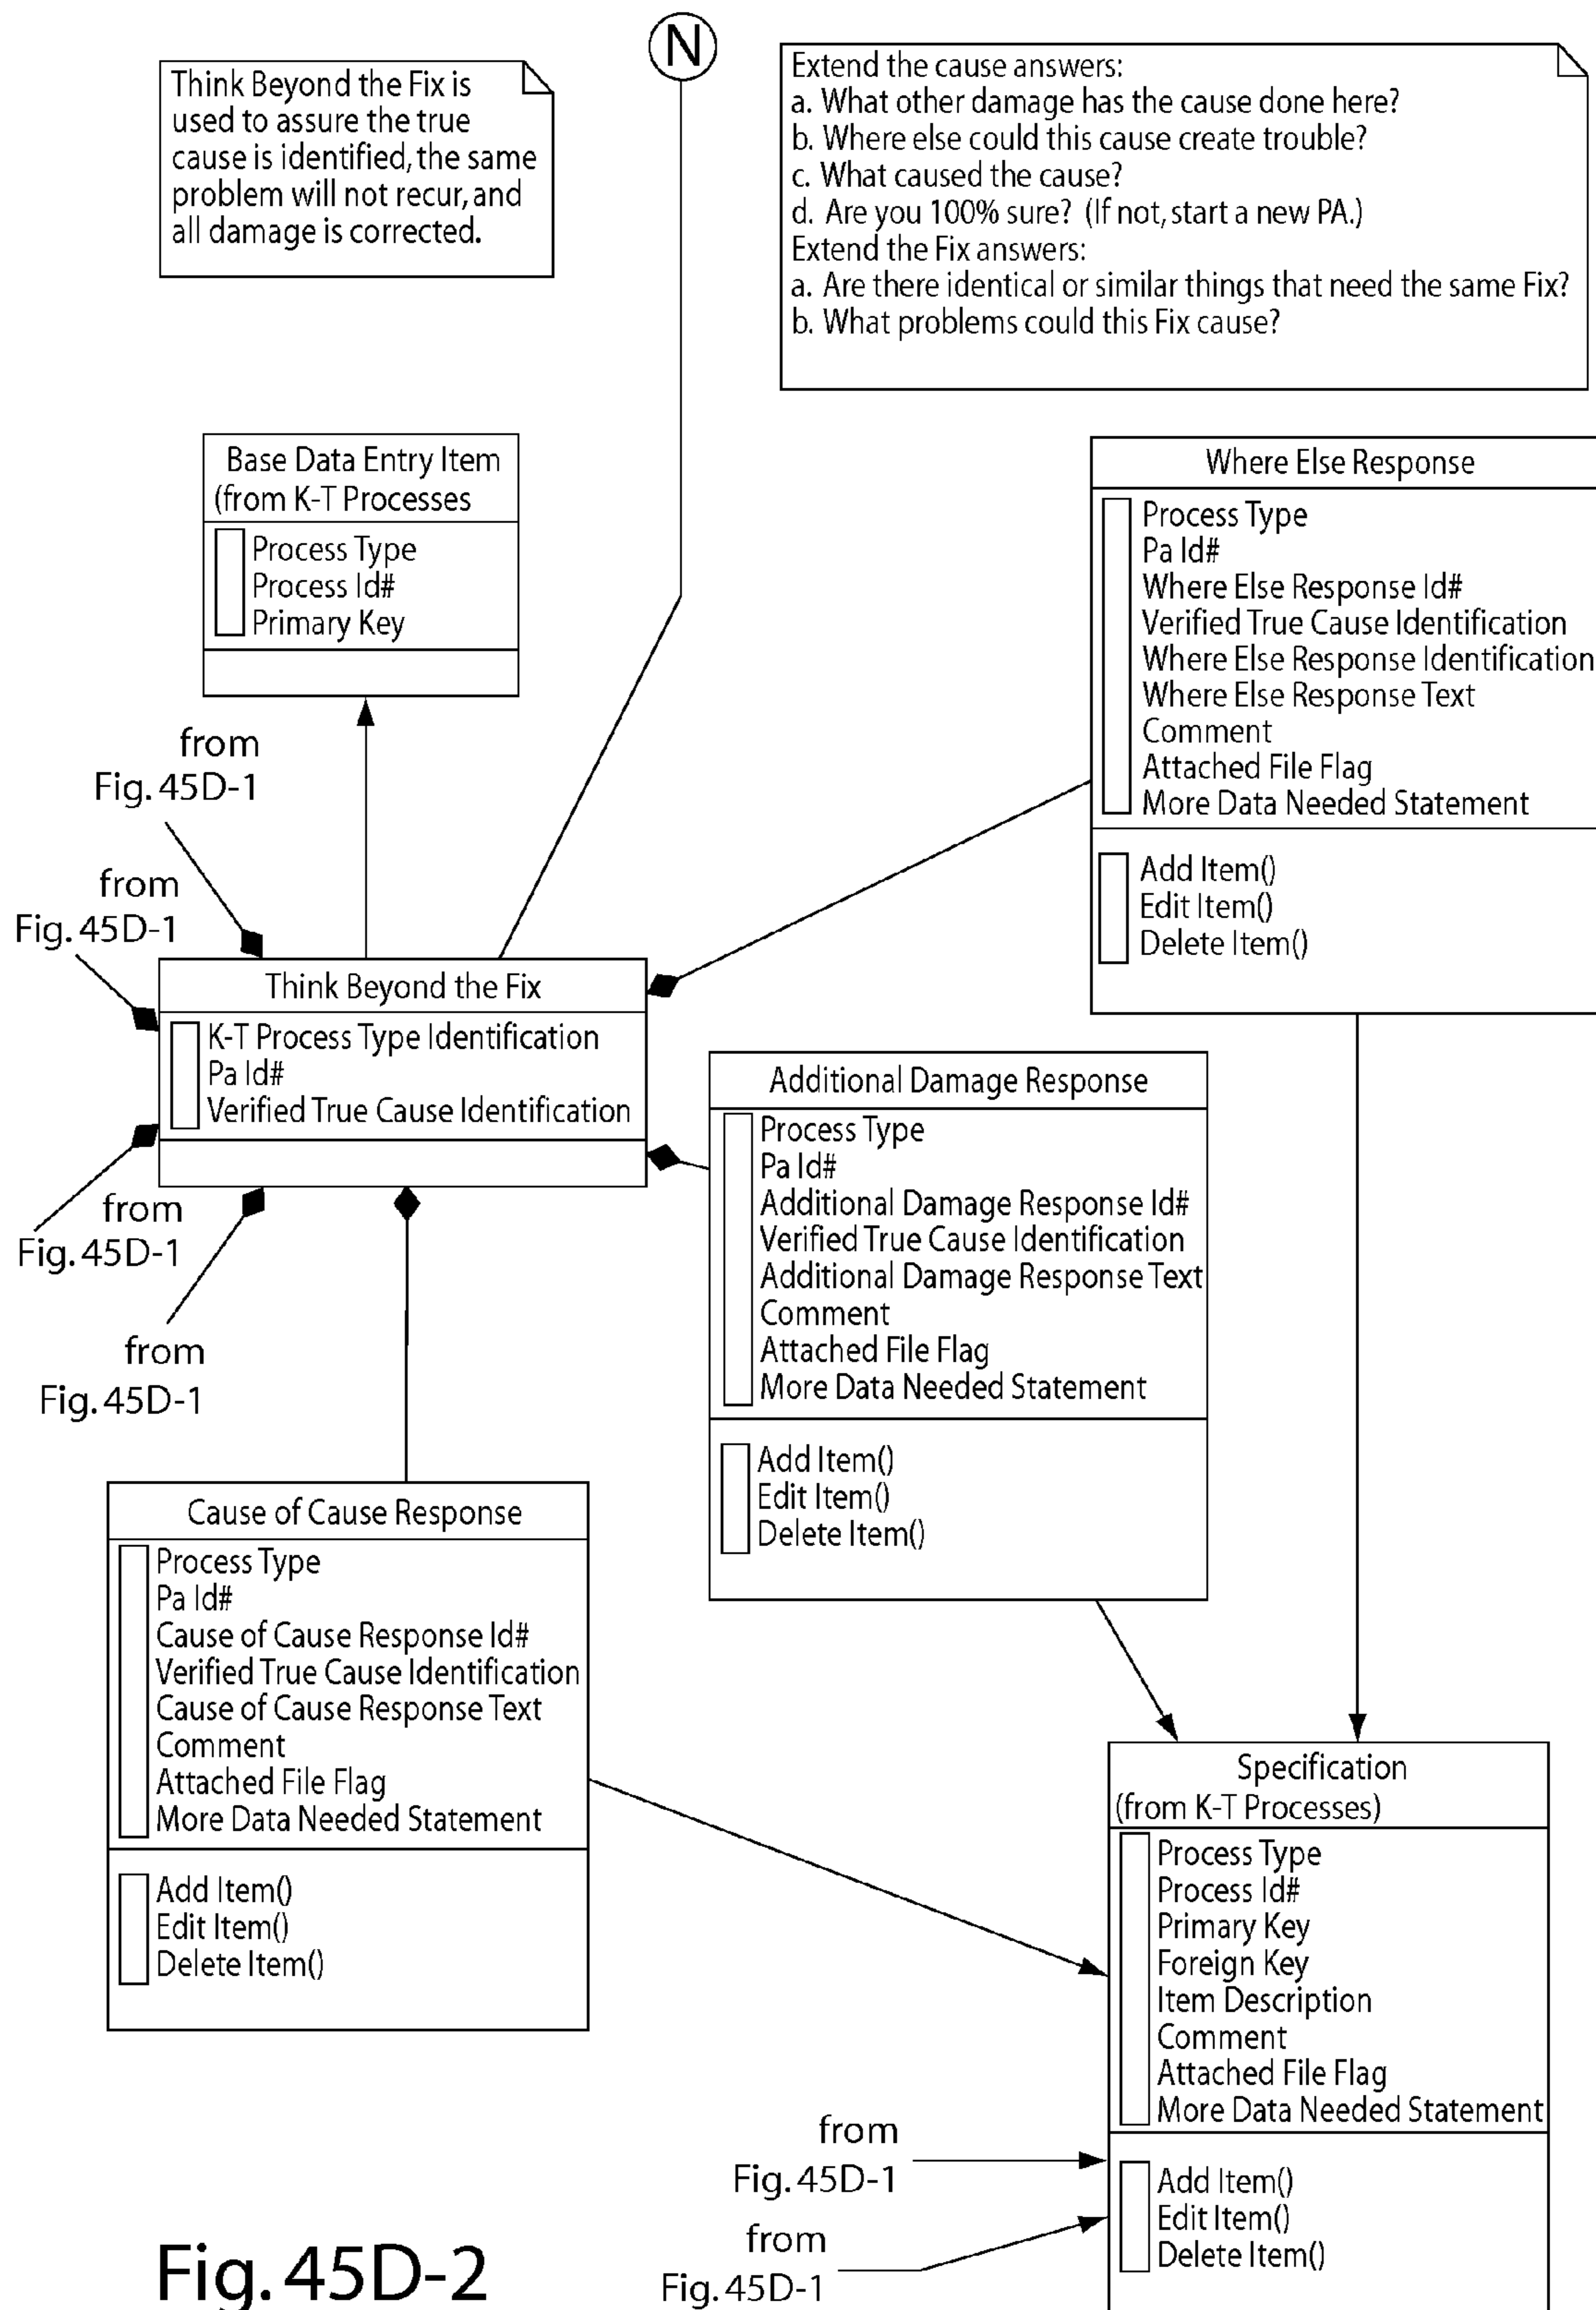 N
Think Beyond the Fix is
used to assure the true
cause is identified, the same
problem will not recur, and
all damage is corrected.
Extend the cause answers:
a. What other damage has the cause done here?
b. Where else could this cause create trouble?
c. What caused the cause?
d. Are you 100% sure? (If not, start a new PA.)
Extend the Fix answers:
a. Are there identical or similar things that need the same Fix?
b. What problems could this Fix cause?
Base Data Entry Item
(from K-T Processes
Process Type
Process Id#
Primary Key
Where Else Response
Process Type
Pa Id#
Where Else Response Id#
Verified True Cause Identification
Where Else Response Identification
Where Else Response Text
Comment
Attached File Flag
More Data Needed Statement
Add Item()
Edit Item()
Delete Item()
from
Fig. 45D-1
from
Fig. 45D-1
Think Beyond the Fix
K-T Process Type Identification
Pa Id#
Verified True Cause Identification
from
Fig. 45D-1
from
Fig. 45D-1
Additional Damage Response
Process Type
Pa Id#
Additional Damage Response Id#
Verified True Cause Identification
Additional Damage Response Text
Comment
Attached File Flag
More Data Needed Statement
Add Item()
Edit Item()
Delete Item()
Cause of Cause Response
Process Type
Pa Id#
Cause of Cause Response Id#
Verified True Cause Identification
Cause of Cause Response Text
Comment
Attached File Flag
More Data Needed Statement
Add Item()
Edit Item()
Delete Item()
Specification
(from K-T Processes)
Process Type
Process Id#
Primary Key
Foreign Key
Item Description
Comment
Attached File Flag
More Data Needed Statement
Add Item()
Edit Item()
Delete Item()
from
Fig. 45D-1
from
Fig. 45D-1
Fig. 45D-2